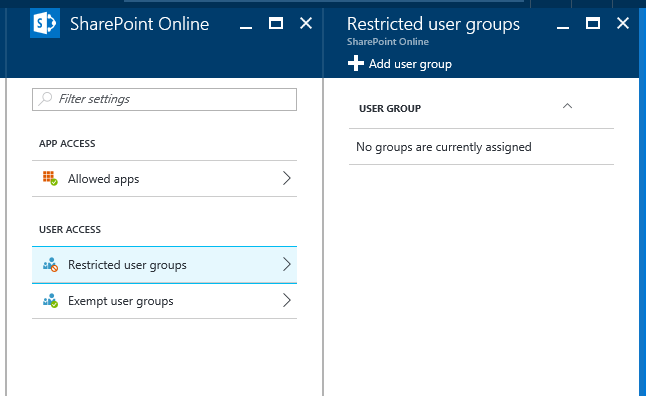 SharePoint Online
Filter settings
APP ACCESS
Allowed apps
USER ACCESS
Restricted user groups
Exempt user groups
Restricted user groups
SharePoint Online
Add user group
USER GROUP
No groups are currently assigned